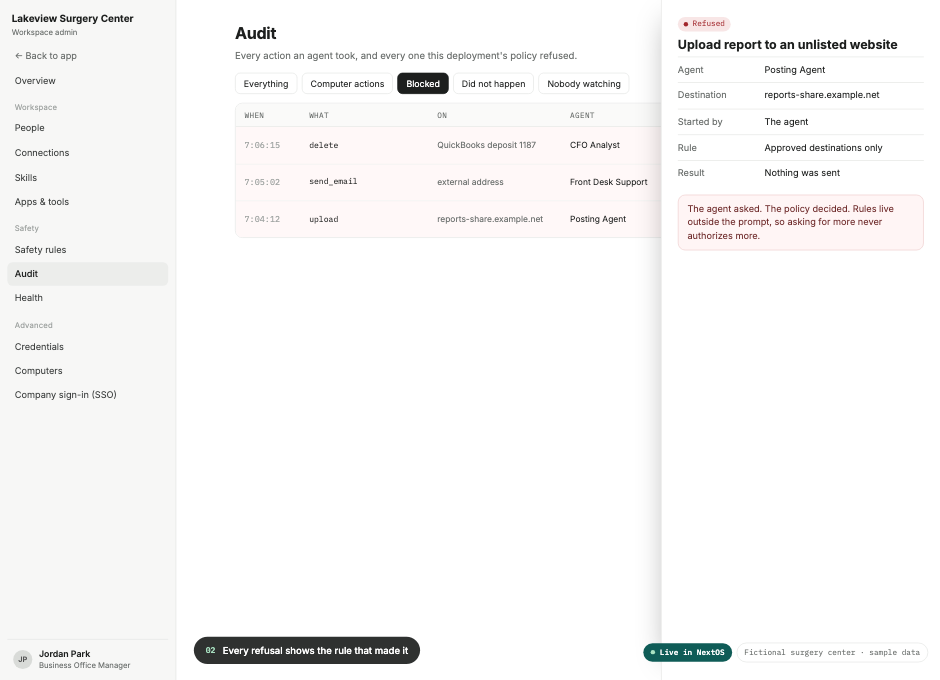 Lakeview Surgery Center
Workspace admin
← Back to app
Overview
Workspace
People
Connections
Skills
Apps & tools
Safety
Safety rules
Audit
Health
Advanced
Credentials
Computers
Company sign-in (SSO)
JP
Jordan Park
Business Office Manager
Audit
Every action an agent took, and every one this deployment's policy refused.
Everything Computer actions Blocked Did not happen Nobody watching
WHEN WHAT ON AGENT
7:06:15 delete QuickBooks deposit 1187 CFO Analyst
7:05:02 send_email external address Front Desk Support
7:04:12 upload reports-share.example.net Posting Agent
02 Every refusal shows the rule that made it
Refused
Upload report to an unlisted website
Agent Posting Agent
Destination reports-share.example.net
Started by The agent
Rule Approved destinations only
Result Nothing was sent
The agent asked. The policy decided. Rules live
outside the prompt, so asking for more never
authorizes more.
Live in NextOS
Fictional surgery center · sample data